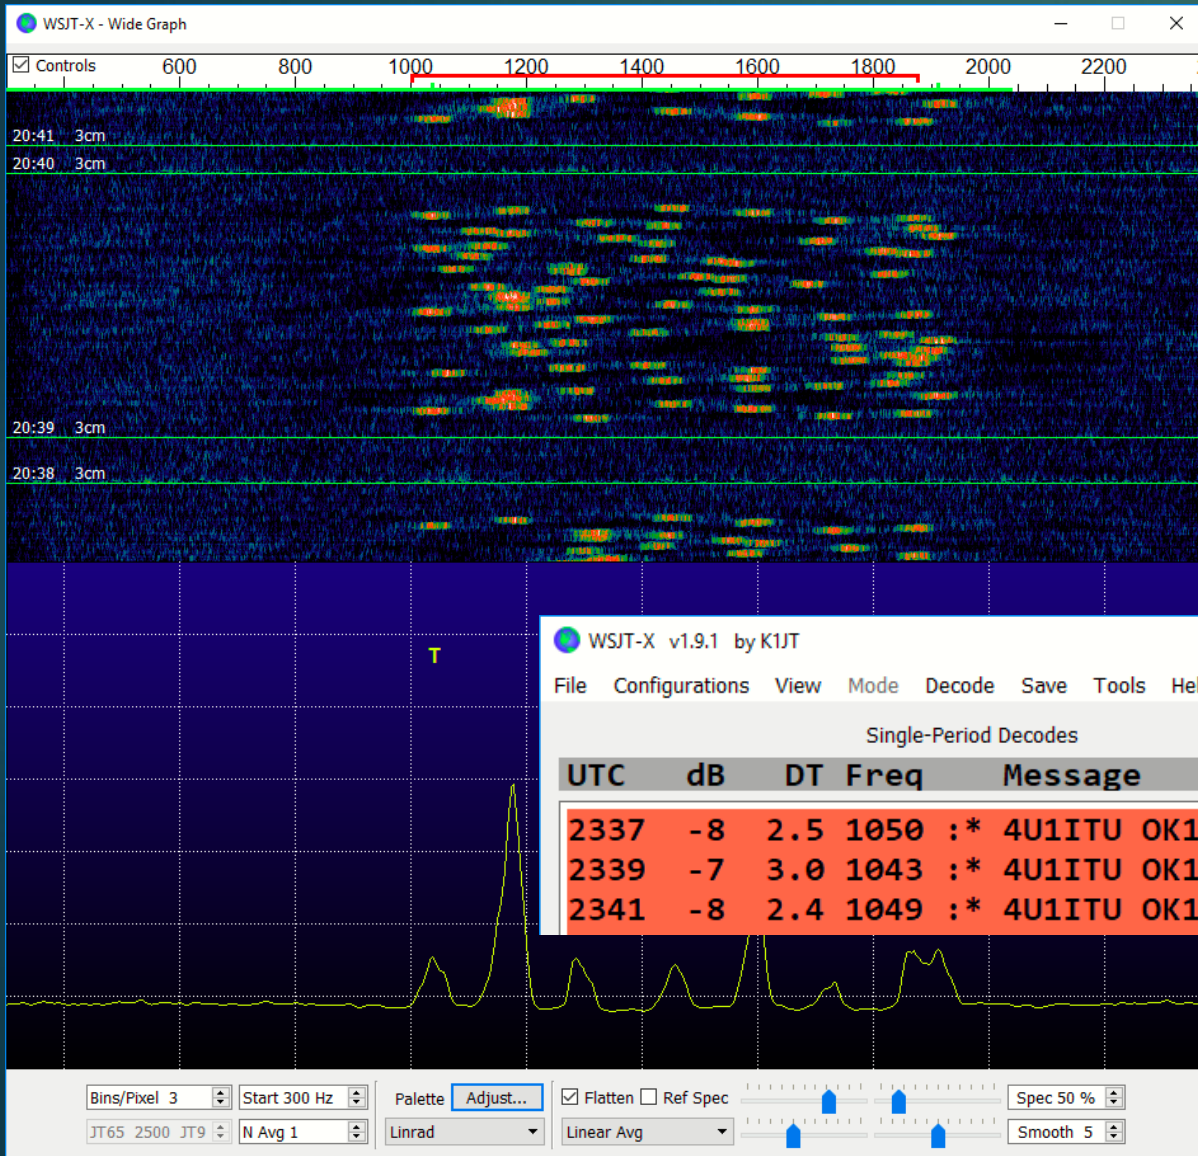 WSJT-X - Wide Graph
Controls 600 800 1000 1200 1400 1600 1800 2000 2200
20:41 3cm
20:40 3cm
20:39 3cm
20:38 3cm
T
WSJT-X v1.9.1 by K1JT
File Configurations View Mode Decode Save Tools Hel
Single-Period Decodes
UTC dB DT Freq Message
2337 -8 2.5 1050 :* 4U1ITU OK1
2339 -7 3.0 1043 :* 4U1ITU OK1
2341 -8 2.4 1049 :* 4U1ITU OK1
Bins/Pixel 3 Start 300 Hz Palette Adjust... Flatten Ref Spec Spec 50 %
JT65 2500 JT9 N Avg 1 Linrad Linear Avg Smooth 5